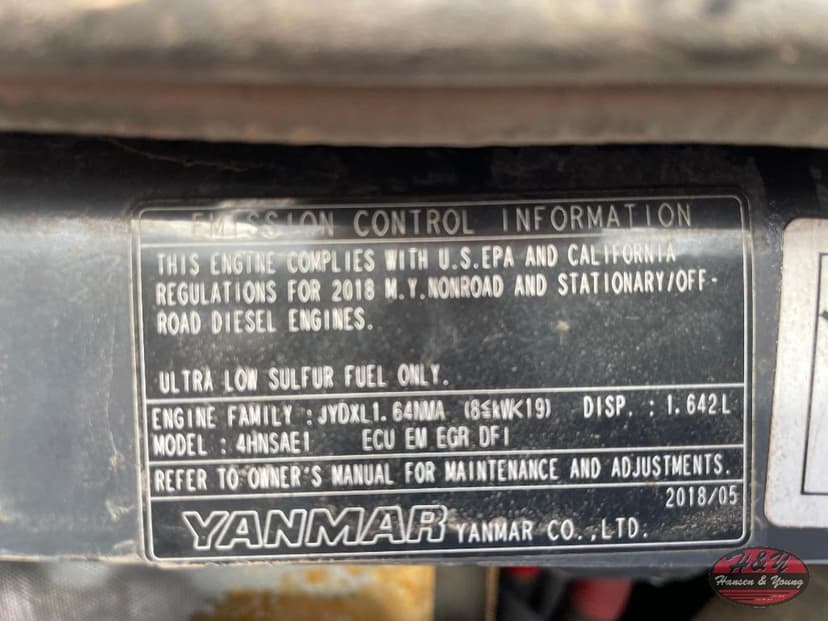 EMISSION CONTROL INFORMATION
THIS ENGINE COMPLIES WITH U.S.EPA AND CALIFORNIA
REGULATIONS FOR 2018 M.Y.NONROAD AND STATIONARY/OFF-
ROAD DIESEL ENGINES.
ULTRA LOW SULFUR FUEL ONLY.
ENGINE FAMILY : JYDXL1.64NMA (8≦kW<19) DISP. : 1.642L
MODEL : 4HNSAE1 ECU EM EGR DFI
REFER TO OWNER'S MANUAL FOR MAINTENANCE AND ADJUSTMENTS.
2018/05
YANMAR YANMAR CO.,LTD.
H&Y
Hansen & Young